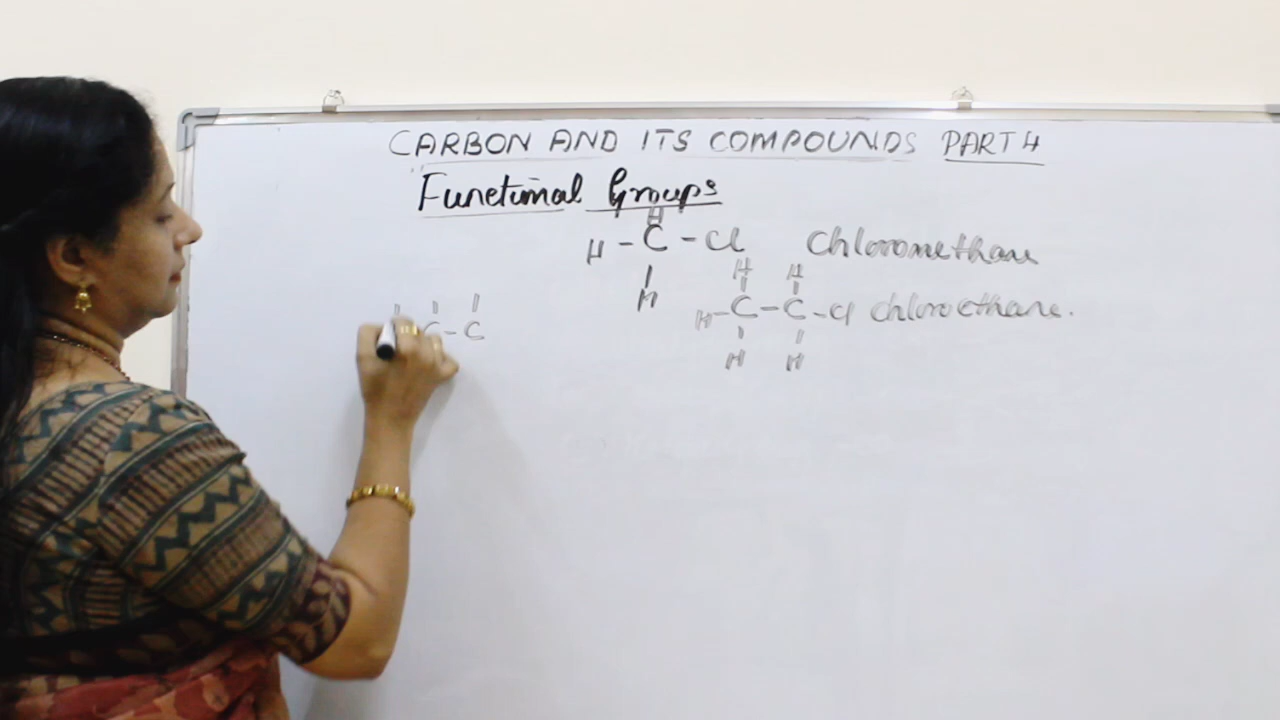 CARBON AND ITS COMPOUNDS PART 4
Functional Groups
H
H - C - Cl Chloromethane
H
H H
H - C - C - Cl Chloroethane.
H H
C - C